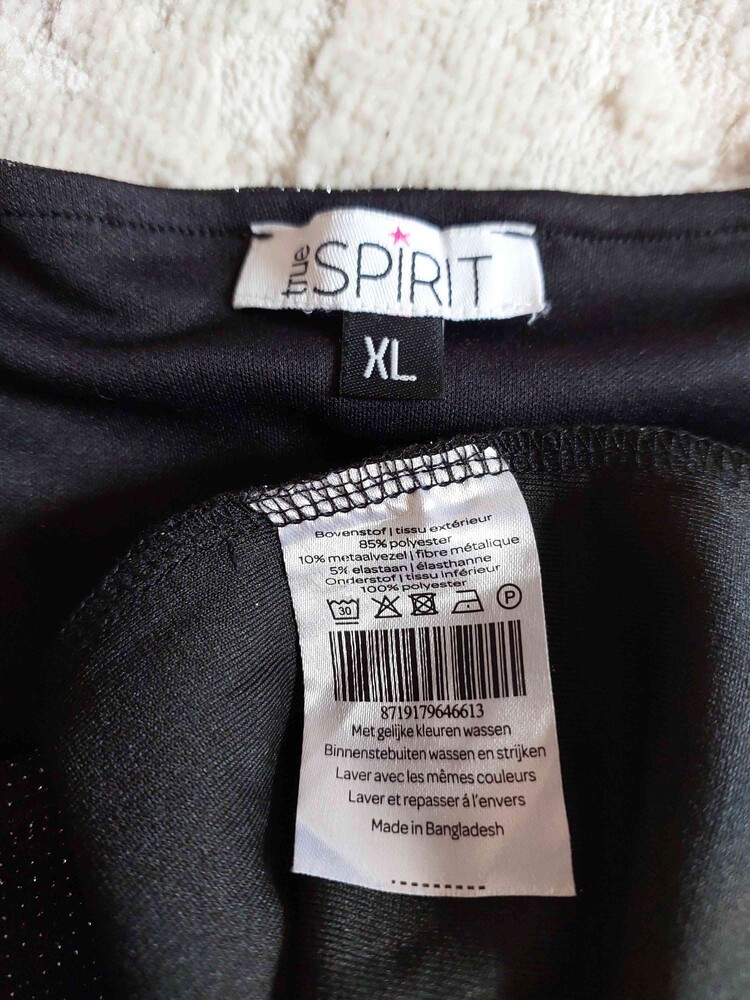 true SPIRIT
XL
Bovenstof | tissu extérieur
85% polyester
10% metaalvezel | fibre métalique
5% elastaan | élasthanne
Onderstof | tissu inférieur
100% polyester
30 P
8719179646613
Met gelijke kleuren wassen
Binnenstebuiten wassen en strijken
Laver avec les mêmes couleurs
Laver et repasser á l'envers
Made in Bangladesh